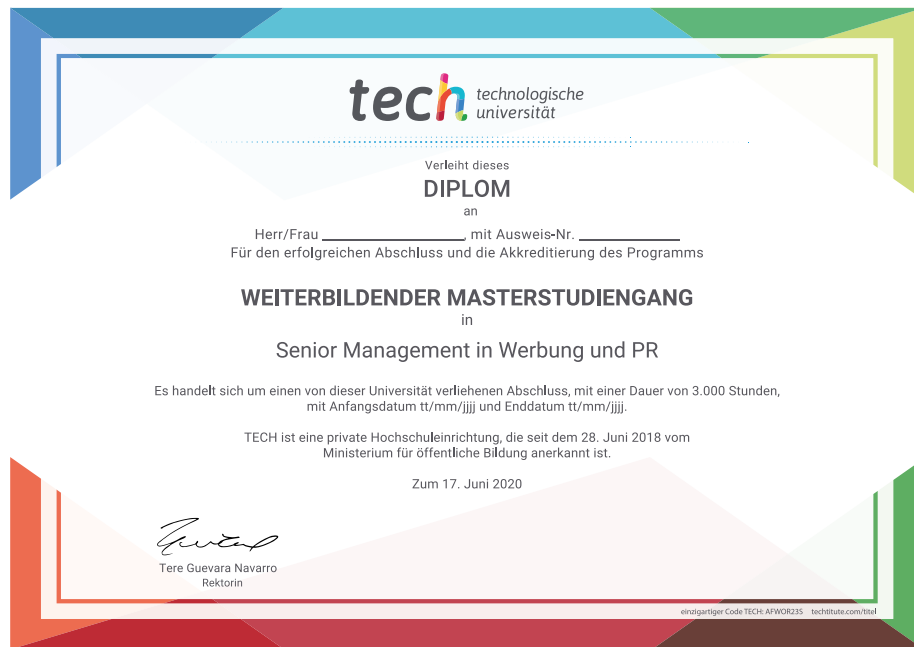 tech technologische
universität
Verleiht dieses
DIPLOM
an
Herr/Frau ____________, mit Ausweis-Nr. ____________
Für den erfolgreichen Abschluss und die Akkreditierung des Programms
WEITERBILDENDER MASTERSTUDIENGANG
in
Senior Management in Werbung und PR
Es handelt sich um einen von dieser Universität verliehenen Abschluss, mit einer Dauer von 3.000 Stunden,
mit Anfangsdatum tt/mm/jjjj und Enddatum tt/mm/jjjj.
TECH ist eine private Hochschuleinrichtung, die seit dem 28. Juni 2018 vom
Ministerium für öffentliche Bildung anerkannt ist.
Zum 17. Juni 2020
Tere Guevara Navarro
Rektorin
einzigartiger Code TECH: AFWOR23S techtitute.com/titel